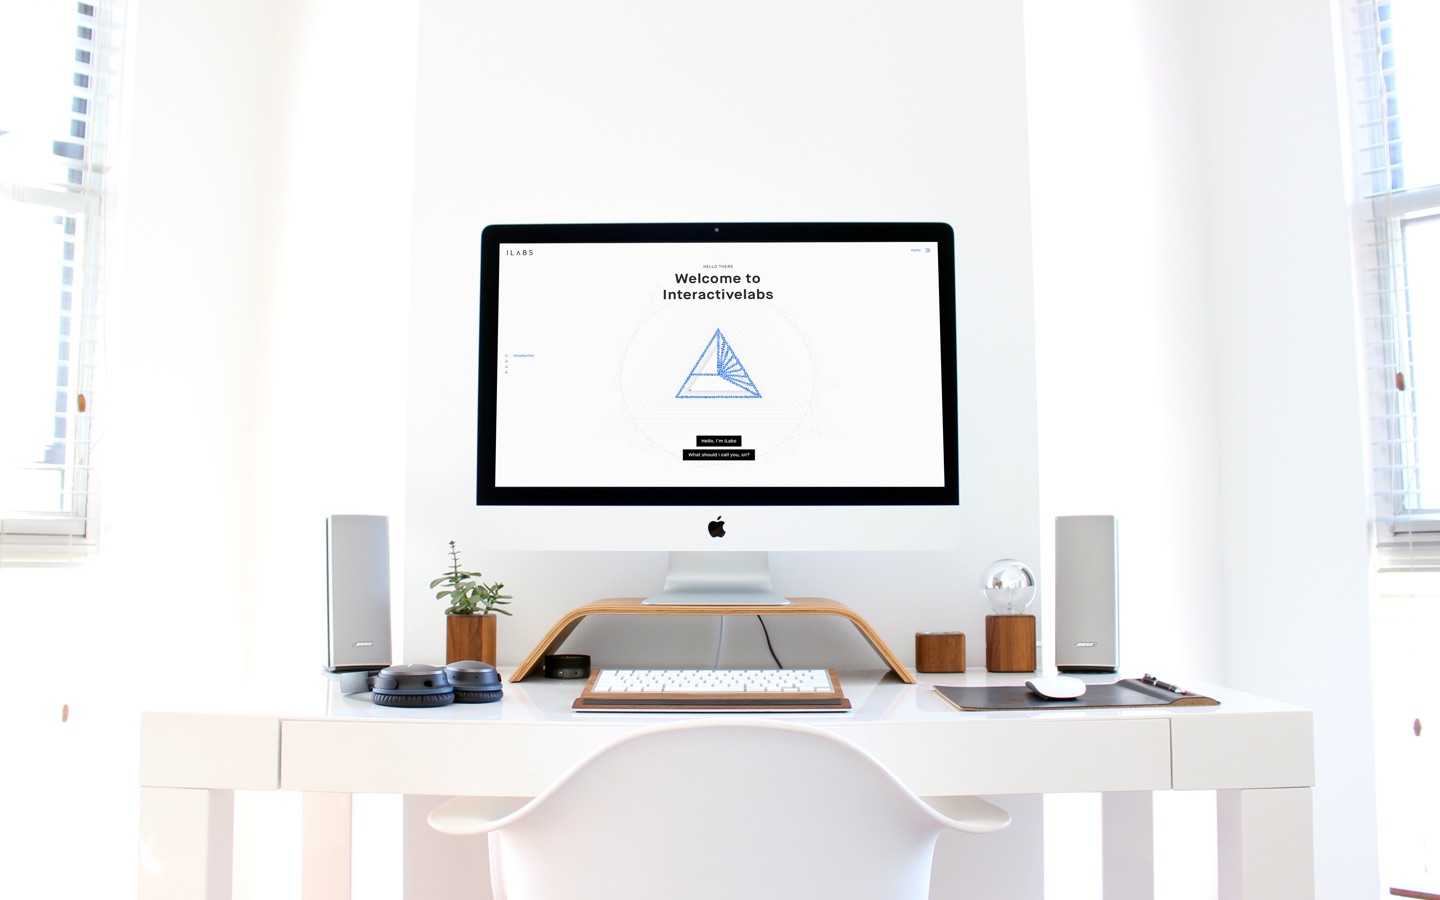 ILABS
menu
HELLO THERE
Welcome to
Interactivelabs
introduction
Hello, I'm iLabs
What should i call you, sir?
BOSE
BOSE